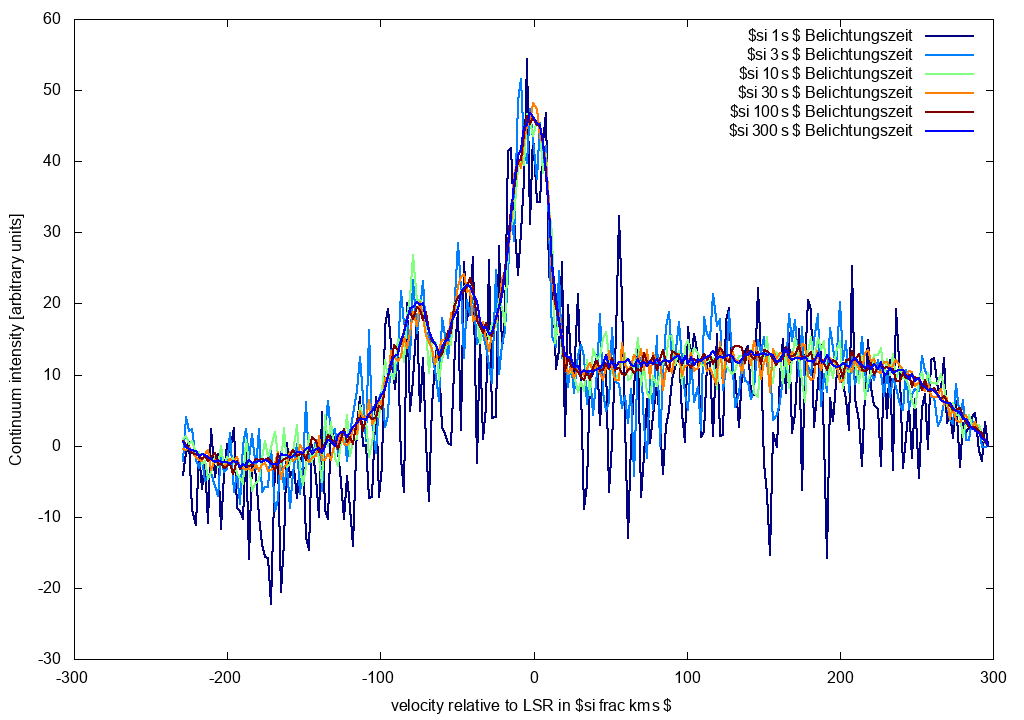 60
50
40
30
20
10
0
-10
-20
-30
-300
-200
-100
0
100
200
300
Continuum intensity [arbitrary units]
velocity relative to LSR in $si frac kms $
$si 1 s $ Belichtungszeit
$si 3 s $ Belichtungszeit
$si 10 s $ Belichtungszeit
$si 30 s $ Belichtungszeit
$si 100 s $ Belichtungszeit
$si 300 s $ Belichtungszeit